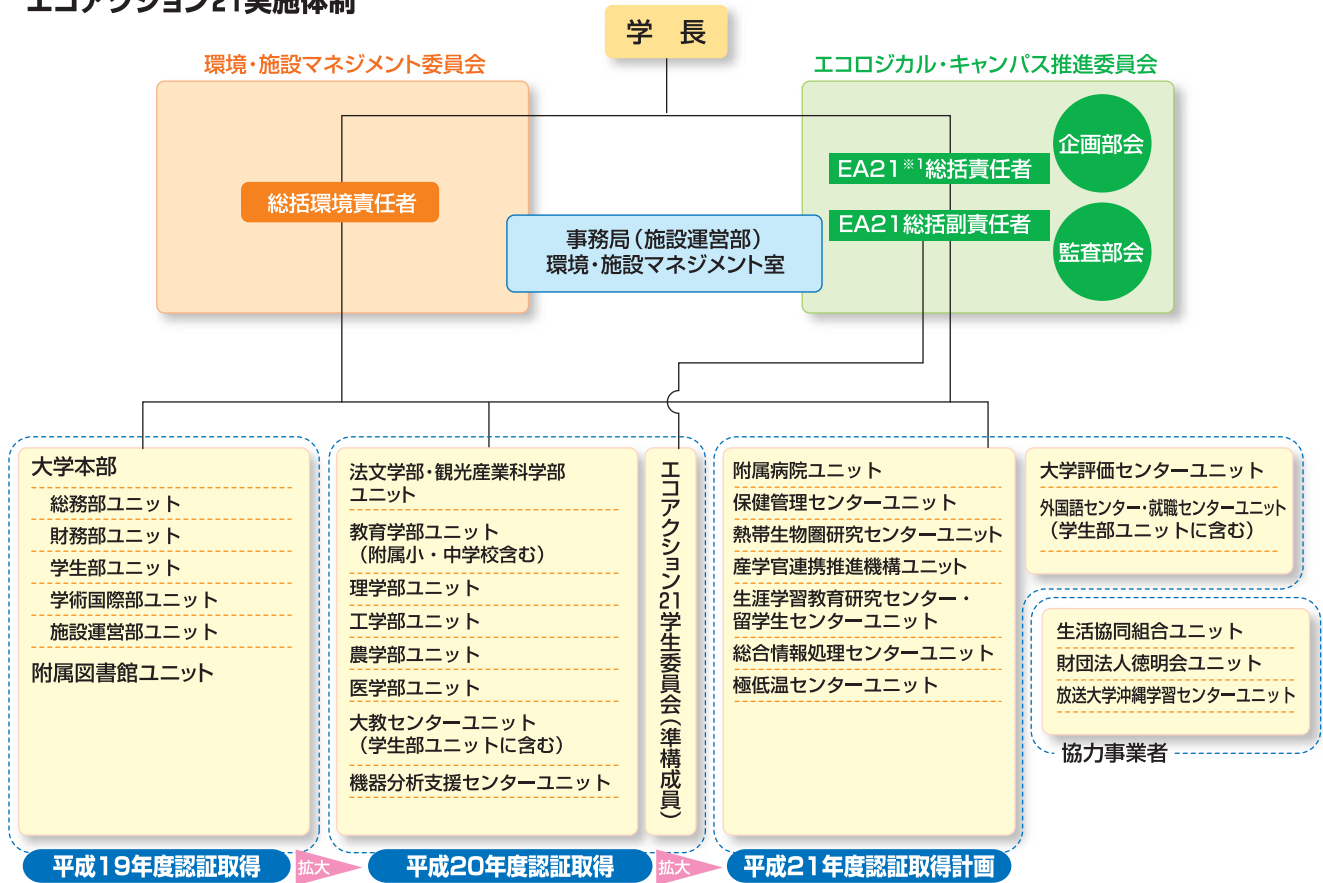 エコアクション21実施体制
学 長
環境・施設マネジメント委員会
エコロジカル・キャンパス推進委員会
総括環境責任者
EA21※1総括責任者
EA21総括副責任者
企画部会
監査部会
事務局（施設運営部）
環境・施設マネジメント室
大学本部
総務部ユニット
財務部ユニット
学生部ユニット
学術国際部ユニット
施設運営部ユニット
附属図書館ユニット
法文学部・観光産業科学部
ユニット
教育学部ユニット
（附属小・中学校含む）
理学部ユニット
工学部ユニット
農学部ユニット
医学部ユニット
大教センターユニット
（学生部ユニットに含む）
機器分析支援センターユニット
エコアクション21学生委員会（準構成員）
附属病院ユニット
保健管理センターユニット
熱帯生物圏研究センターユニット
産学官連携推進機構ユニット
生涯学習教育研究センター・
留学生センターユニット
総合情報処理センターユニット
極低温センターユニット
大学評価センターユニット
外国語センター・就職センターユニット
（学生部ユニットに含む）
生活協同組合ユニット
財団法人徳明会ユニット
放送大学沖縄学習センターユニット
協力事業者
平成19年度認証取得
拡大
平成20年度認証取得
拡大
平成21年度認証取得計画